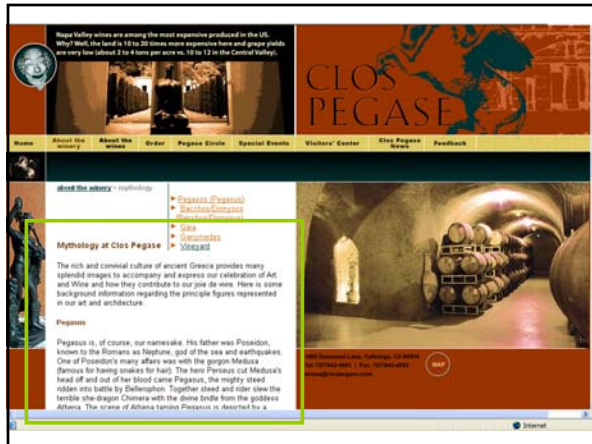 Napa Valley wines are among the most expensive produced in the US.
Why? Well, the land is 10 to 20 times more expensive here and grape yields
are very low (about 2 to 4 tons per acre vs. 10 to 12 in the Central Valley).
CLOS
PEGASE
Home
About the
winery
About the
wines
Order
Pegase Circle
Special Events
Visitors' Center
Clos Pegase
News
Feedback
about the winery > mythology
Pegasos (Pegasus)
Bacchos/Dionysos
(Bacchus/Dionysus)
Gaia
Ganymedes
Vineyard
Mythology at Clos Pegase
The rich and convivial culture of ancient Greece provides many
splendid images to accompany and express our celebration of Art
and Wine and how they contribute to our joie de vivre. Here is some
background information regarding the principle figures represented
in our art and architecture.
Pegasus
Pegasus is, of course, our namesake. His father was Poseidon,
known to the Romans as Neptune, god of the sea and earthquakes.
One of Poseidon's many affairs was with the gorgon Medusa
(famous for having snakes for hair). The hero Perseus cut Medusa's
head off and out of her blood came Pegasus, the mighty steed
ridden into battle by Bellerophon. Together steed and rider slew the
terrible she-dragon Chimera with the divine bridle from the goddess
Athena. The scene of Athena taming Pegasus is depicted by a
Lane, Calistoga, CA
MAP
Internet